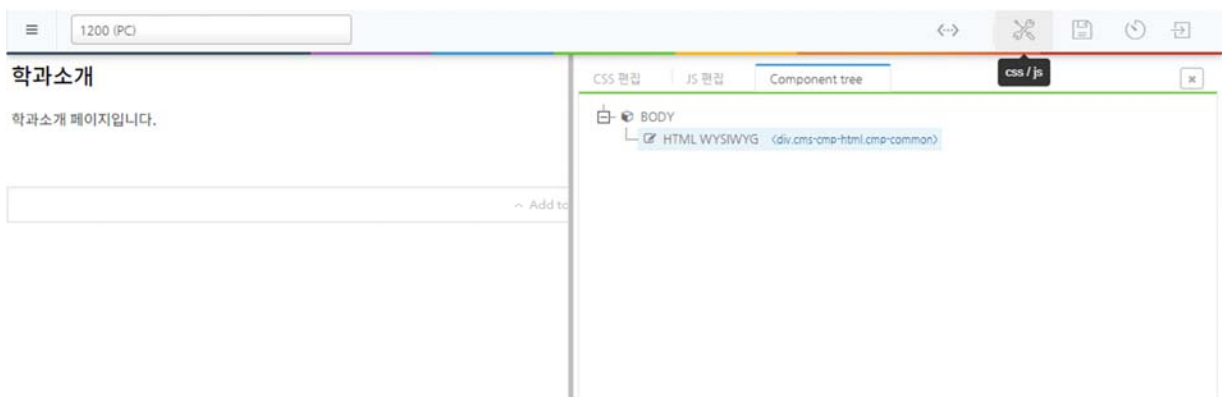 1200 (PC)
css / js
학과소개
학과소개 페이지입니다.
Add to
CSS 편집
JS 편집
Component tree
BODY
HTML WYSIWYG <div.cms-cmp-html.cmp-common>